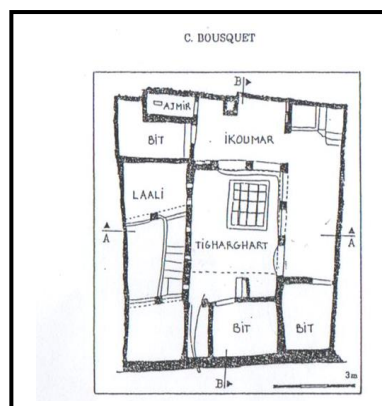 C. BOUSQUET
B
AJMIR
BIT
IKOUMAR
LAALI
A
A
TIGHARGHART
BIT
BIT
B
3m